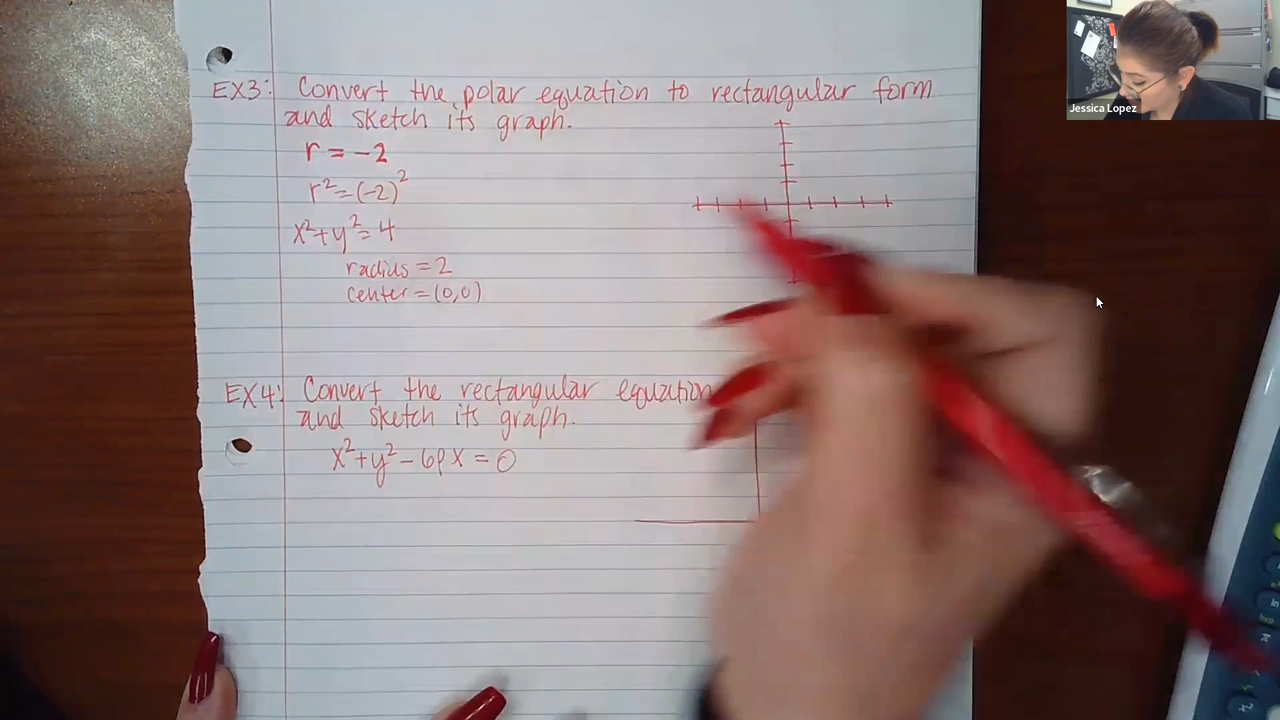 EX3: Convert the polar equation to rectangular form
and sketch its graph.
r = -2
r² = (-2)²
x² + y² = 4
radius = 2
center = (0,0)
EX4: Convert the rectangular equation
and sketch its graph.
x² + y² - 6px = 0
Jessica Lopez